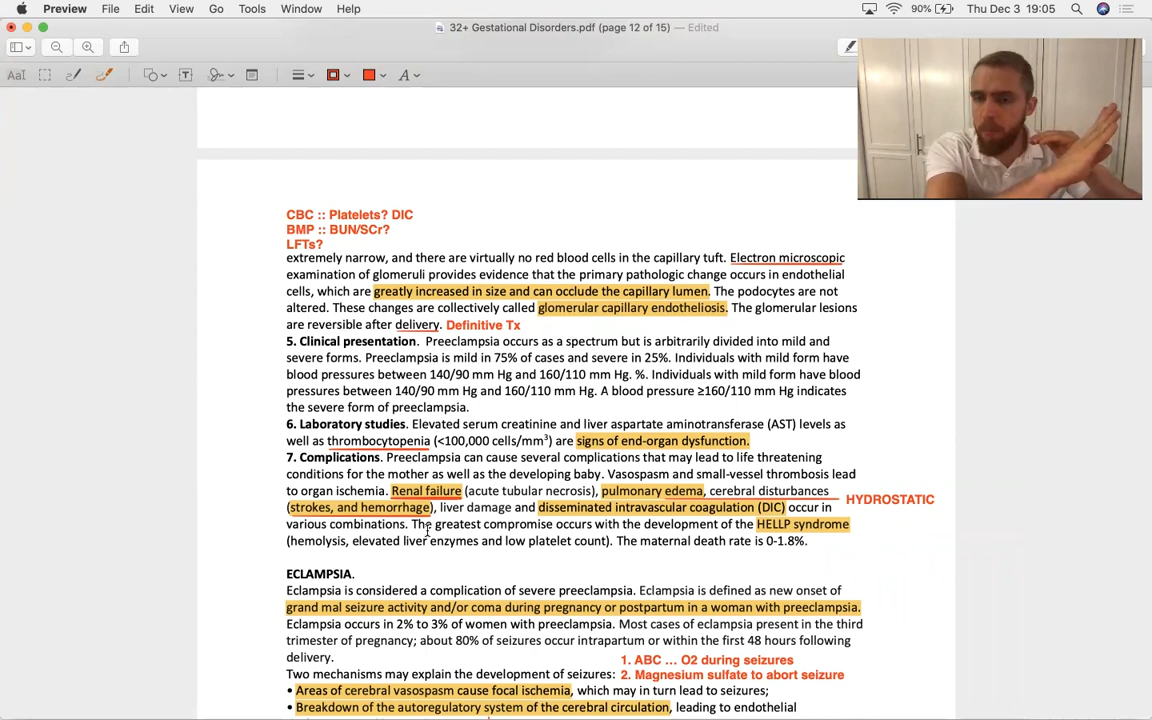 Preview File Edit View Go Tools Window Help 90% Thu Dec 3 19:05
32+ Gestational Disorders.pdf (page 12 of 15) — Edited
CBC :: Platelets? DIC
BMP :: BUN/SCr?
LFTs?
extremely narrow, and there are virtually no red blood cells in the capillary tuft. Electron microscopic
examination of glomeruli provides evidence that the primary pathologic change occurs in endothelial
cells, which are greatly increased in size and can occlude the capillary lumen. The podocytes are not
altered. These changes are collectively called glomerular capillary endotheliosis. The glomerular lesions
are reversible after delivery. Definitive Tx
5. Clinical presentation. Preeclampsia occurs as a spectrum but is arbitrarily divided into mild and
severe forms. Preeclampsia is mild in 75% of cases and severe in 25%. Individuals with mild form have
blood pressures between 140/90 mm Hg and 160/110 mm Hg. %. Individuals with mild form have blood
pressures between 140/90 mm Hg and 160/110 mm Hg. A blood pressure ≥160/110 mm Hg indicates
the severe form of preeclampsia.
6. Laboratory studies. Elevated serum creatinine and liver aspartate aminotransferase (AST) levels as
well as thrombocytopenia (<100,000 cells/mm³) are signs of end-organ dysfunction.
7. Complications. Preeclampsia can cause several complications that may lead to life threatening
conditions for the mother as well as the developing baby. Vasospasm and small-vessel thrombosis lead
to organ ischemia. Renal failure (acute tubular necrosis), pulmonary edema, cerebral disturbances HYDROSTATIC
(strokes, and hemorrhage), liver damage and disseminated intravascular coagulation (DIC) occur in
various combinations. The greatest compromise occurs with the development of the HELLP syndrome
(hemolysis, elevated liver enzymes and low platelet count). The maternal death rate is 0-1.8%.
ECLAMPSIA.
Eclampsia is considered a complication of severe preeclampsia. Eclampsia is defined as new onset of
grand mal seizure activity and/or coma during pregnancy or postpartum in a woman with preeclampsia.
Eclampsia occurs in 2% to 3% of women with preeclampsia. Most cases of eclampsia present in the third
trimester of pregnancy; about 80% of seizures occur intrapartum or within the first 48 hours following
delivery. 1. ABC ... O2 during seizures
Two mechanisms may explain the development of seizures: 2. Magnesium sulfate to abort seizure
• Areas of cerebral vasospasm cause focal ischemia, which may in turn lead to seizures;
• Breakdown of the autoregulatory system of the cerebral circulation, leading to endothelial